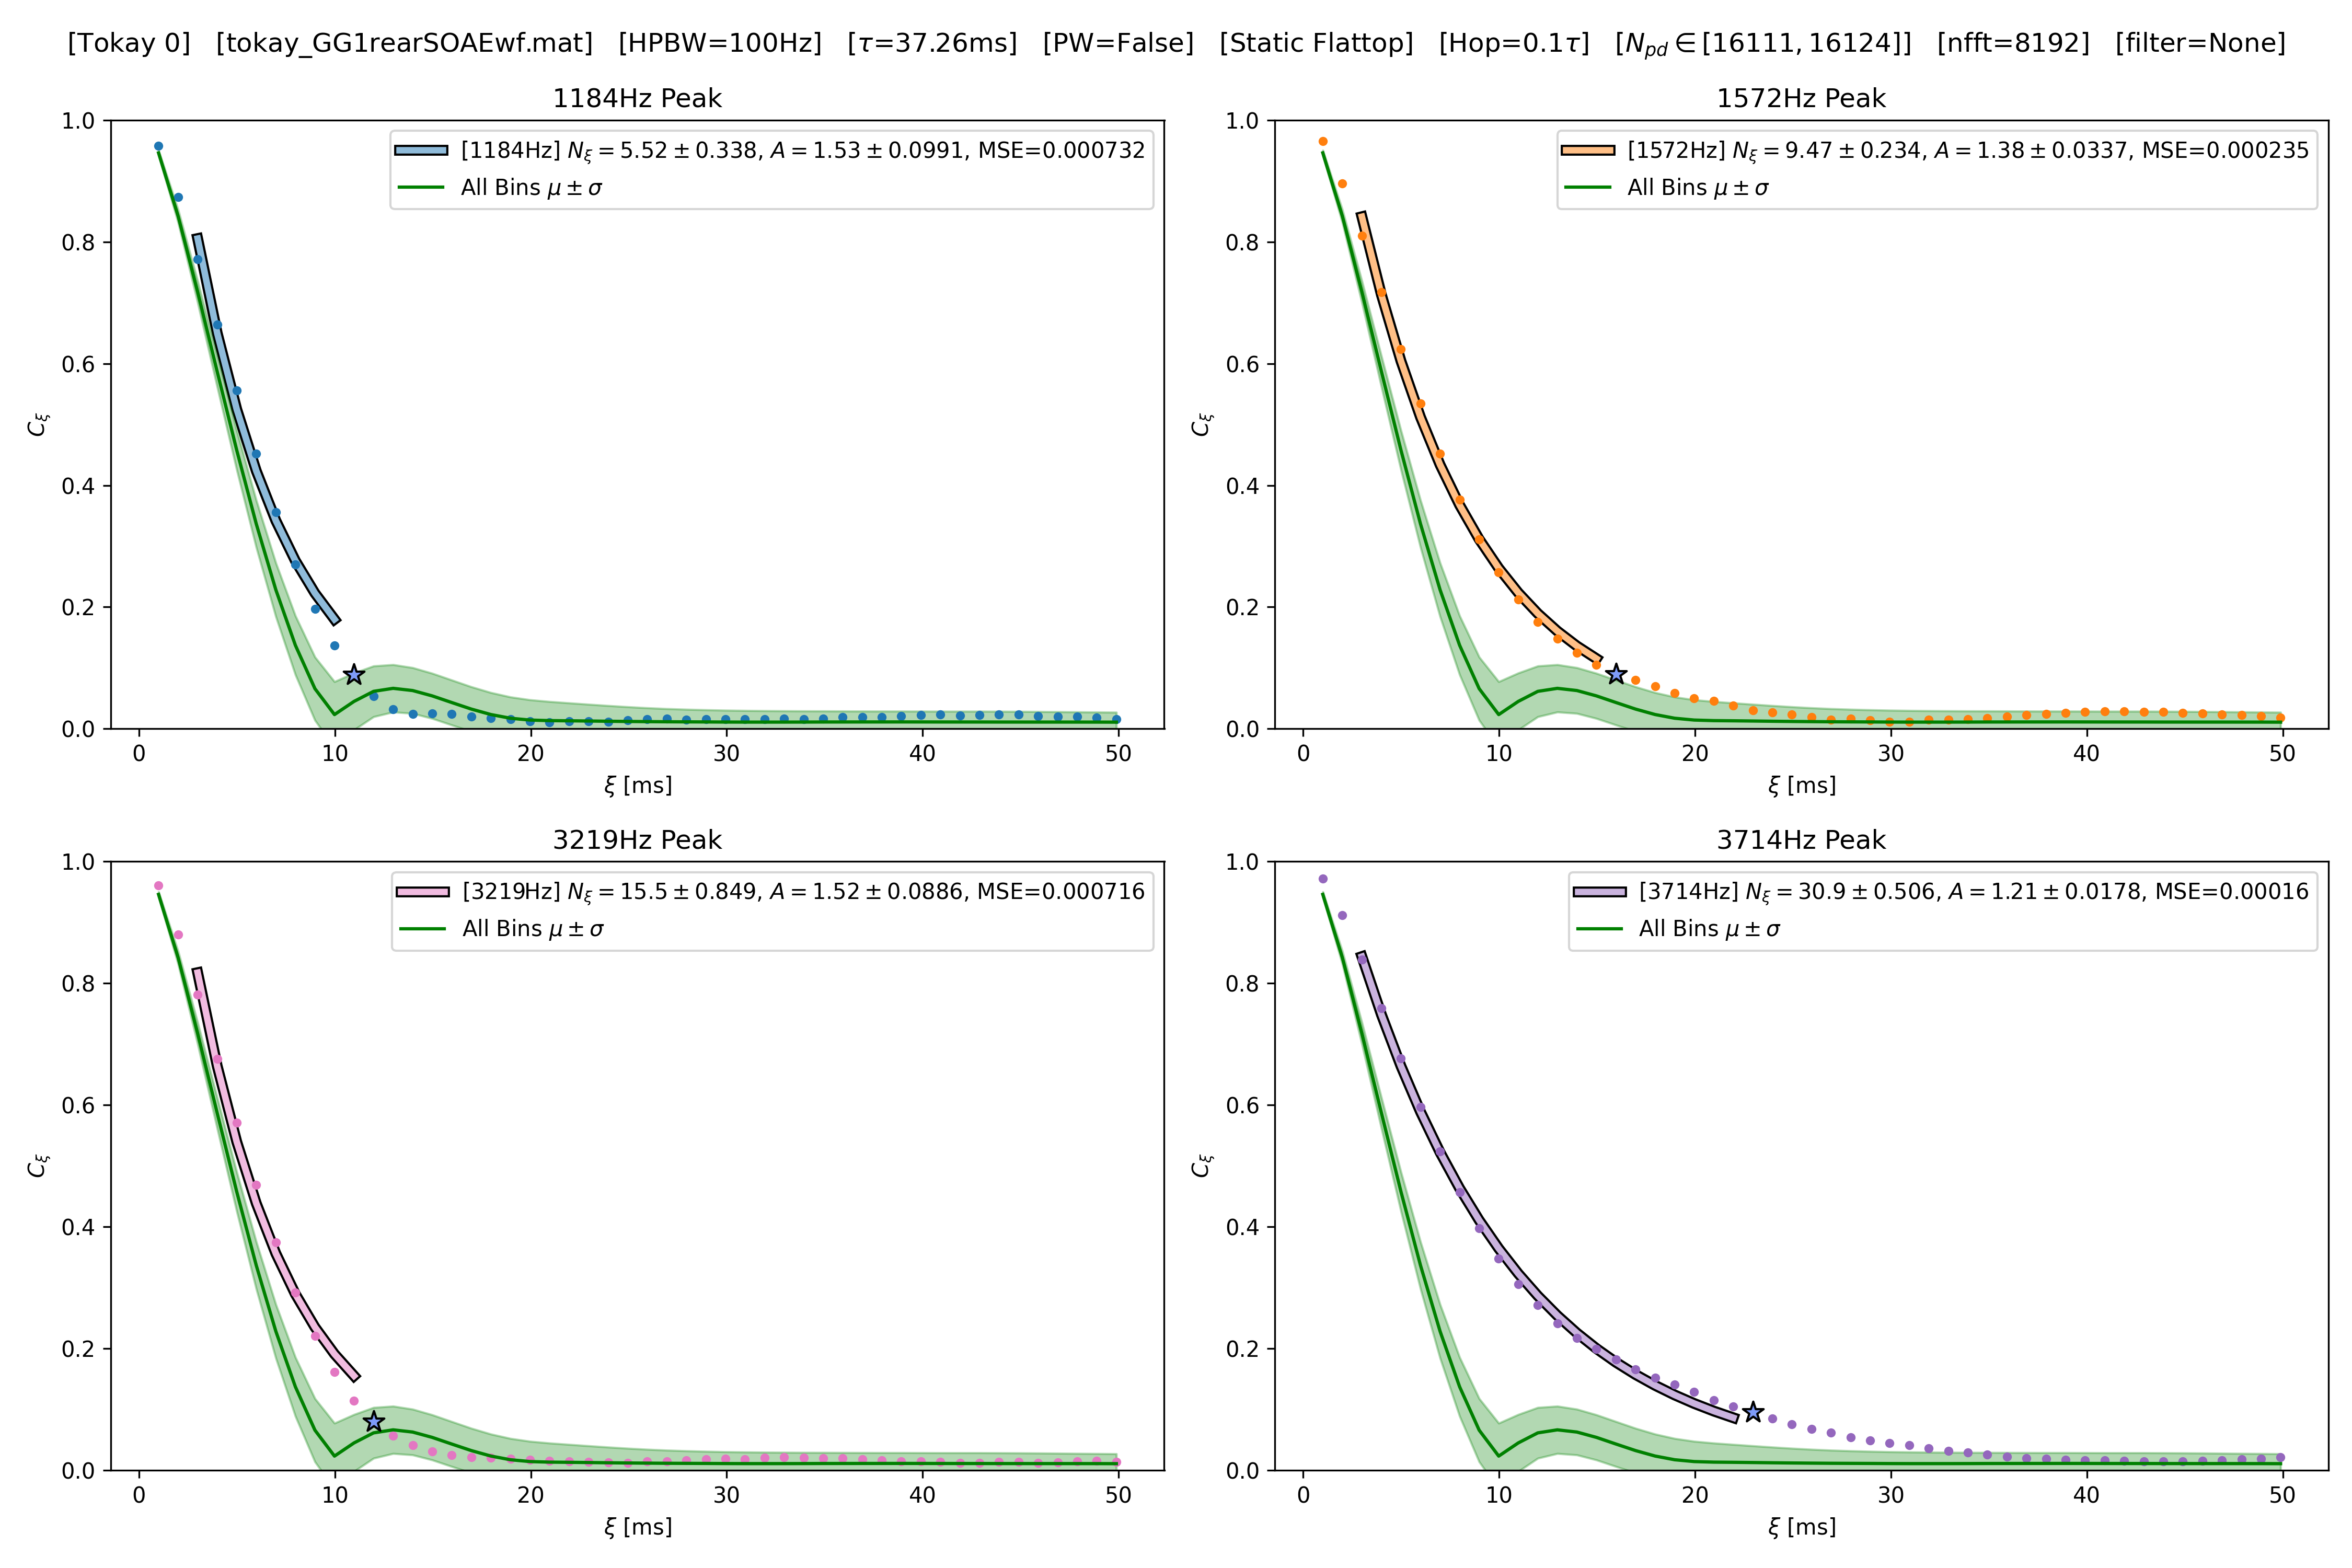 [Tokay 0] [tokay_GG1rearSOAEwf.mat] [HPBW=100Hz] [τ=37.26ms] [PW=False] [Static Flattop] [Hop=0.1τ] [N_pd ∈ [16111, 16124]] [nfft=8192] [filter=None]
1184Hz Peak
1.0
0.8
0.6
0.4
0.2
0.0
C_ξ
[1184Hz] N_ξ = 5.52 ± 0.338, A = 1.53 ± 0.0991, MSE=0.000732
All Bins μ ± σ
0 10 20 30 40 50
ξ [ms]
1572Hz Peak
1.0
0.8
0.6
0.4
0.2
0.0
C_ξ
[1572Hz] N_ξ = 9.47 ± 0.234, A = 1.38 ± 0.0337, MSE=0.000235
All Bins μ ± σ
0 10 20 30 40 50
ξ [ms]
3219Hz Peak
1.0
0.8
0.6
0.4
0.2
0.0
C_ξ
[3219Hz] N_ξ = 15.5 ± 0.849, A = 1.52 ± 0.0886, MSE=0.000716
All Bins μ ± σ
0 10 20 30 40 50
ξ [ms]
3714Hz Peak
1.0
0.8
0.6
0.4
0.2
0.0
C_ξ
[3714Hz] N_ξ = 30.9 ± 0.506, A = 1.21 ± 0.0178, MSE=0.00016
All Bins μ ± σ
0 10 20 30 40 50
ξ [ms]